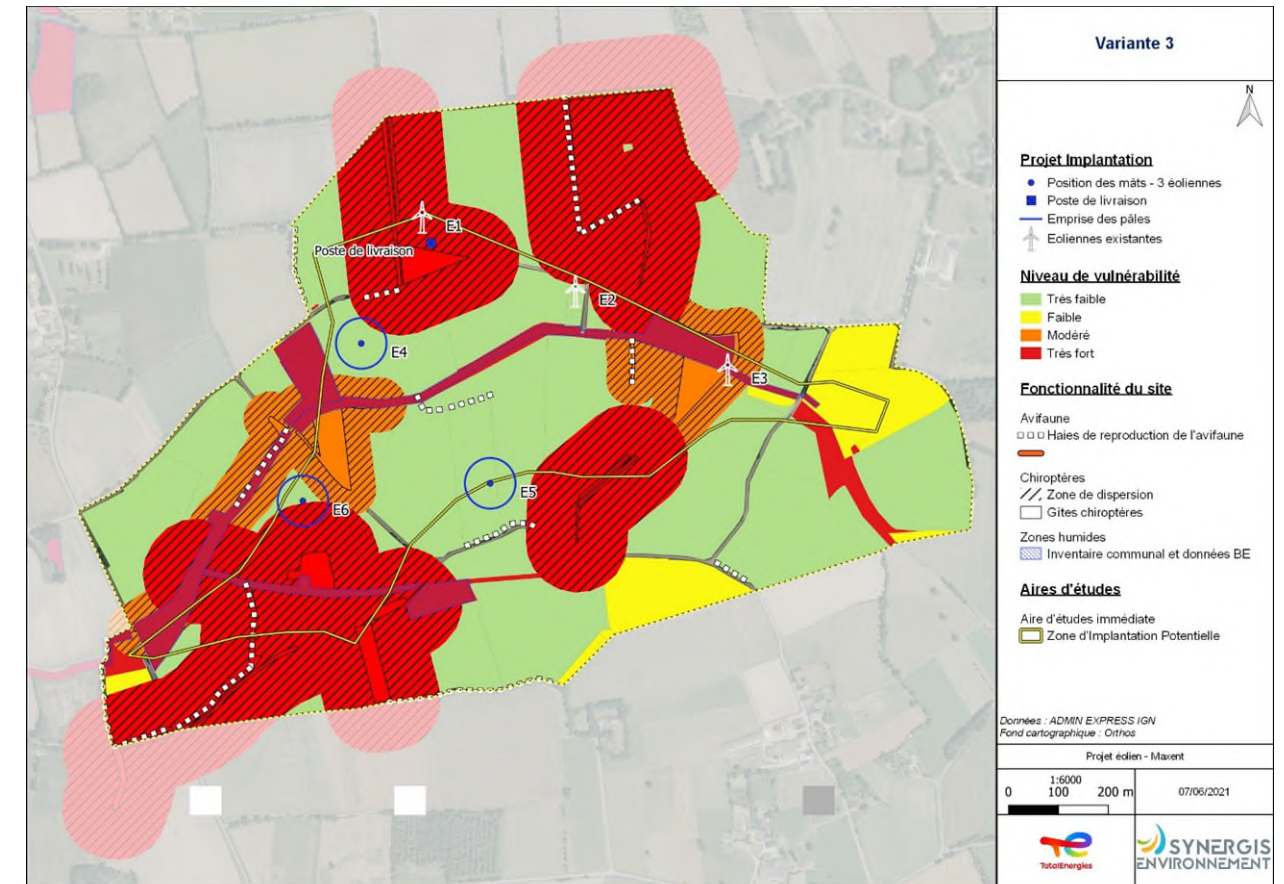 Variante 3
N
Projet Implantation
Position des mâts - 3 éoliennes
Poste de livraison
Emprise des pâles
Eoliennes existantes
Niveau de vulnérabilité
Très faible
Faible
Modéré
Très fort
Fonctionnalité du site
Avifaune
Haies de reproduction de l'avifaune
Chiroptères
Zone de dispersion
Gîtes chiroptères
Zones humides
Inventaire communal et données BE
Aires d'études
Aire d'études immédiate
Zone d'Implantation Potentielle
Données : ADMIN EXPRESS IGN
Fond cartographique : Orthos
Projet éolien - Maxent
1:6000
0 100 200 m
07/06/2021
TotalEnergies
SYNERGIS
ENVIRONNEMENT
E1
Poste de livraison
E2
E4
E3
E5
E6